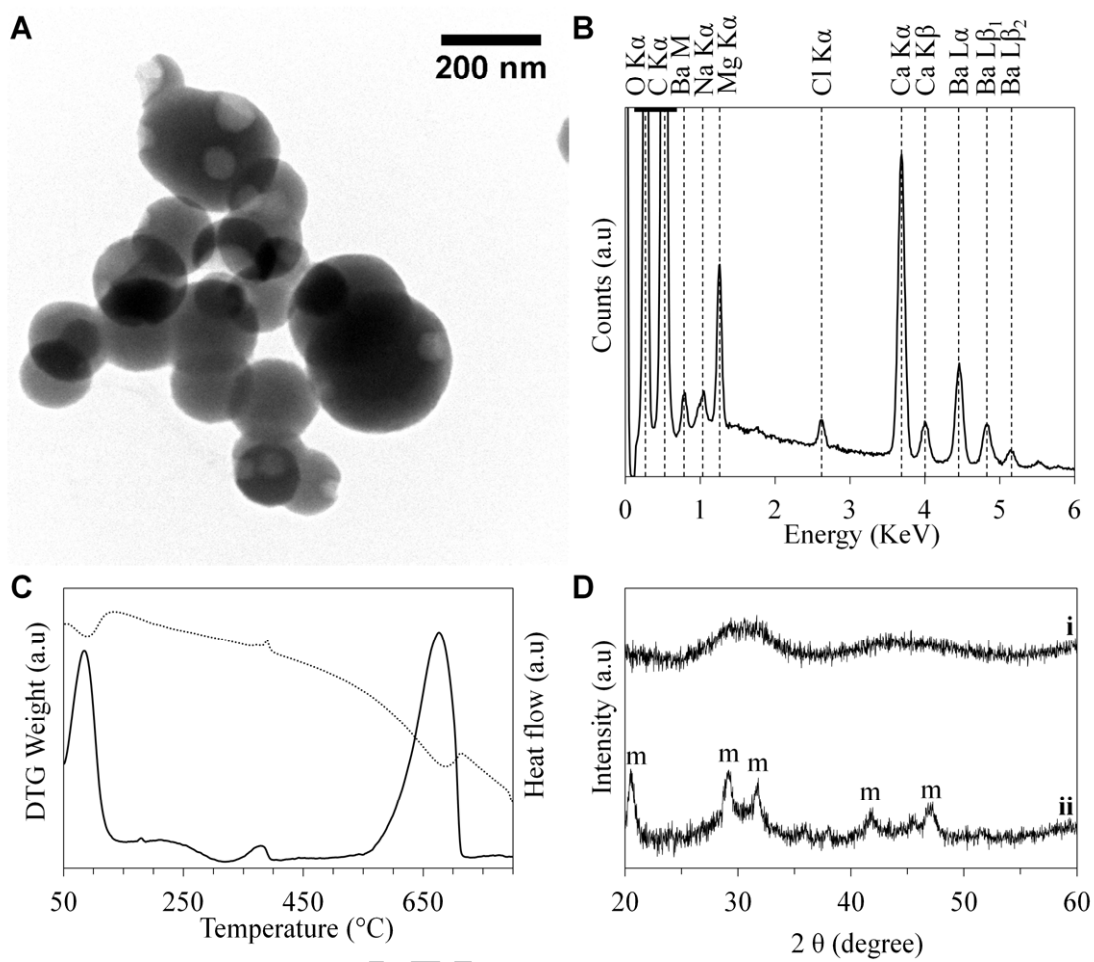 A
200 nm
B
O Kα
C Kα
Ba M
Na Kα
Mg Kα
Cl Kα
Ca Kα
Ca Kβ
Ba Lα
Ba Lβ1
Ba Lβ2
Counts (a.u)
0 1 2 3 4 5 6
Energy (KeV)
C
DTG Weight (a.u)
Heat flow (a.u)
50 250 450 650
Temperature (°C)
D
Intensity (a.u)
i
m m m m m
ii
20 30 40 50 60
2 θ (degree)